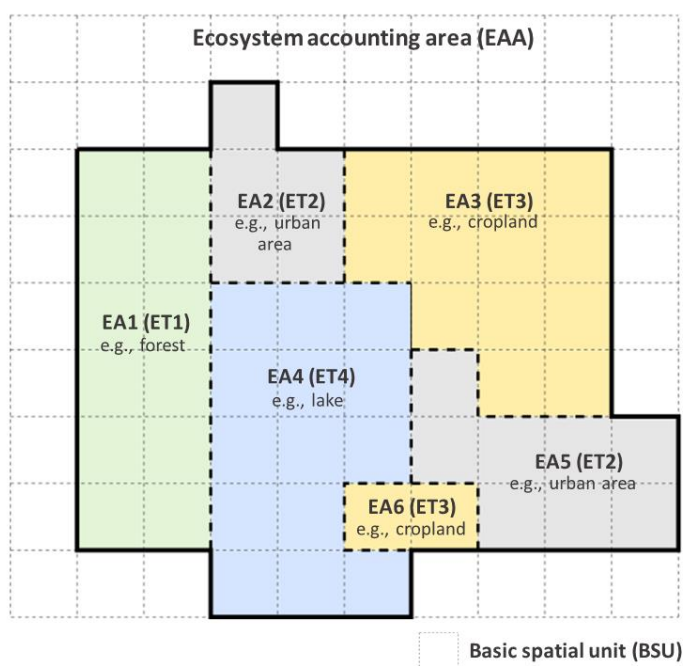 Ecosystem accounting area (EAA)
EA2 (ET2)
e.g., urban
area
EA3 (ET3)
e.g., cropland
EA1 (ET1)
e.g., forest
EA4 (ET4)
e.g., lake
EA5 (ET2)
e.g., urban area
EA6 (ET3)
e.g., cropland
Basic spatial unit (BSU)